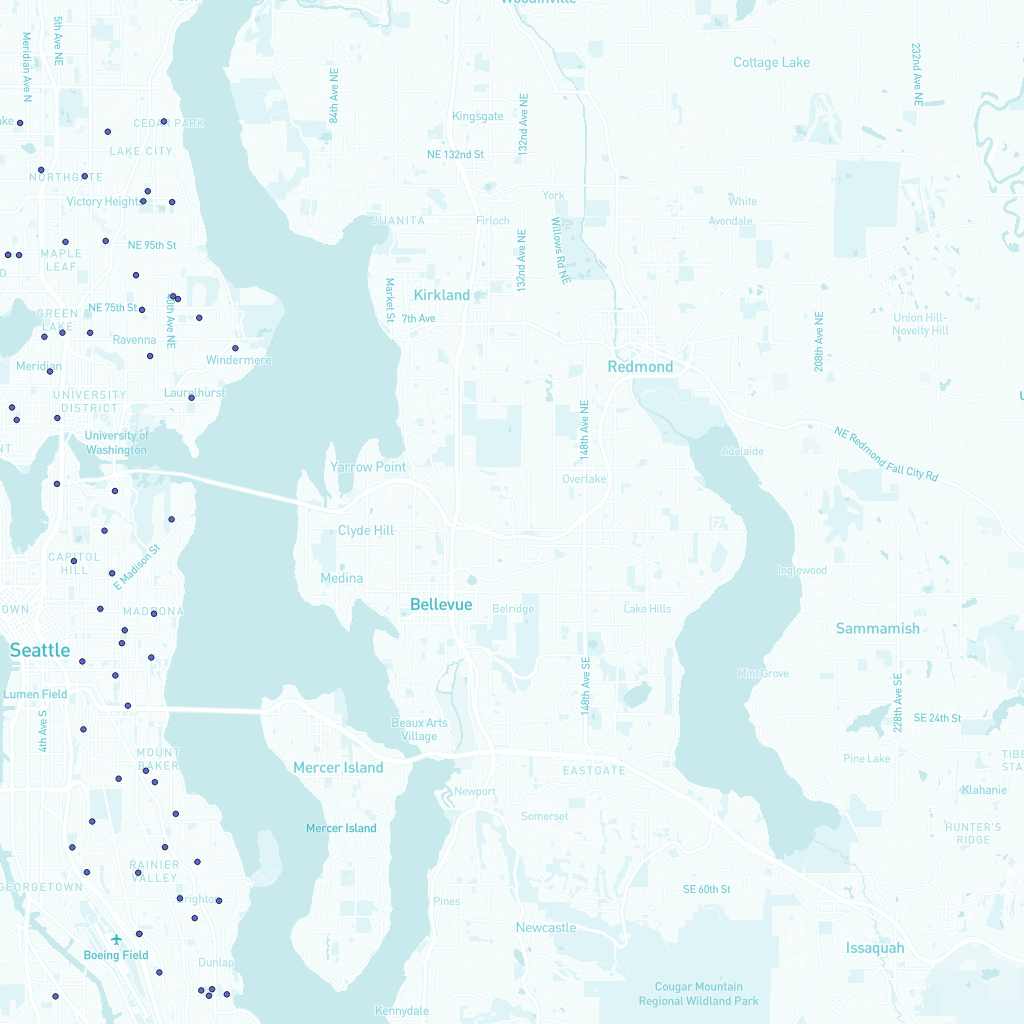 Woodinville
5th Ave NE
Meridian Ave N
232nd Ave NE
Cottage Lake
84th Ave NE
132nd Ave NE
Kingsgate
CEDAR PARK
LAKE CITY
NE 132nd St
NORTHGATE
York
White
Victory Heights
JUANITA
Firloch
Avondale
Willows Rd NE
NE 95th St
132nd Ave NE
MAPLE
LEAF
Market St
Kirkland
NE 75th St
GREEN
LAKE
7th Ave
Union Hill-
Novelty Hill
208th Ave NE
Ravenna
Windermere
Meridian
Redmond
UNIVERSITY
DISTRICT
Laurelhurst
148th Ave NE
University of
Washington
NE Redmond Fall City Rd
Adelaide
Yarrow Point
Overlake
Clyde Hill
CAPITOL
HILL
E Madison St
Medina
Inglewood
MADRONA
Bellevue
Belridge
Lake Hills
Seattle
Sammamish
148th Ave SE
Mint Grove
228th Ave SE
Lumen Field
4th Ave S
Beaux Arts
Village
SE 24th St
MOUNT
BAKER
Mercer Island
EASTGATE
Pine Lake
Newport
Klahanie
Somerset
Mercer Island
HUNTER'S
RIDGE
RAINIER
VALLEY
GEORGETOWN
SE 60th St
Brighton
Pines
Newcastle
Boeing Field
Issaquah
Dunlap
Cougar Mountain
Regional Wildland Park
Kennydale